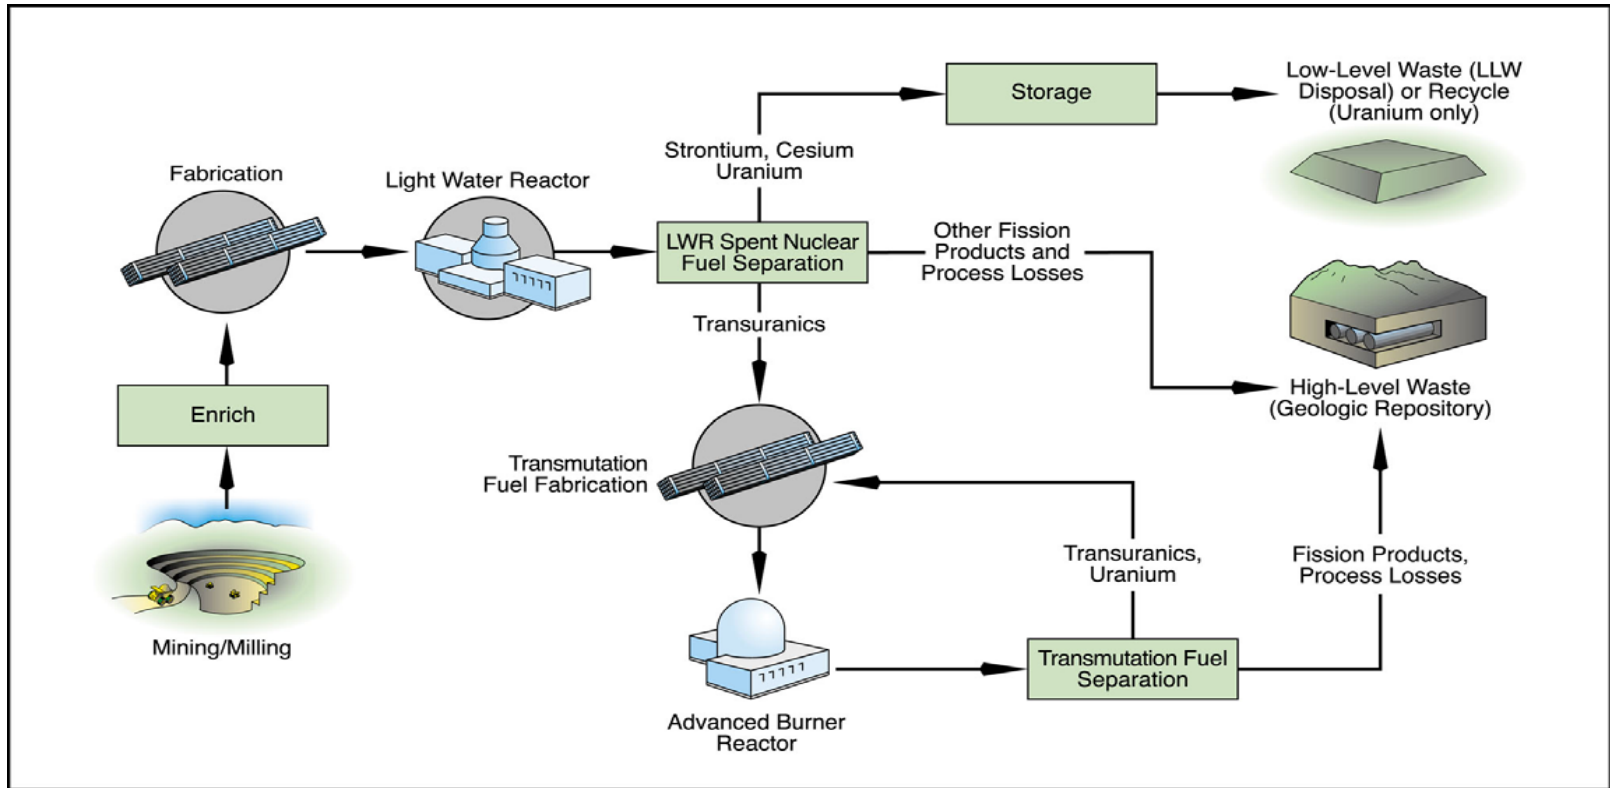 Storage
Low-Level Waste (LLW
Disposal) or Recycle
(Uranium only)
Strontium, Cesium
Uranium
Fabrication
Light Water Reactor
LWR Spent Nuclear
Fuel Separation
Other Fission
Products and
Process Losses
Transuranics
High-Level Waste
(Geologic Repository)
Enrich
Transmutation
Fuel Fabrication
Transuranics,
Uranium
Fission Products,
Process Losses
Mining/Milling
Transmutation Fuel
Separation
Advanced Burner
Reactor